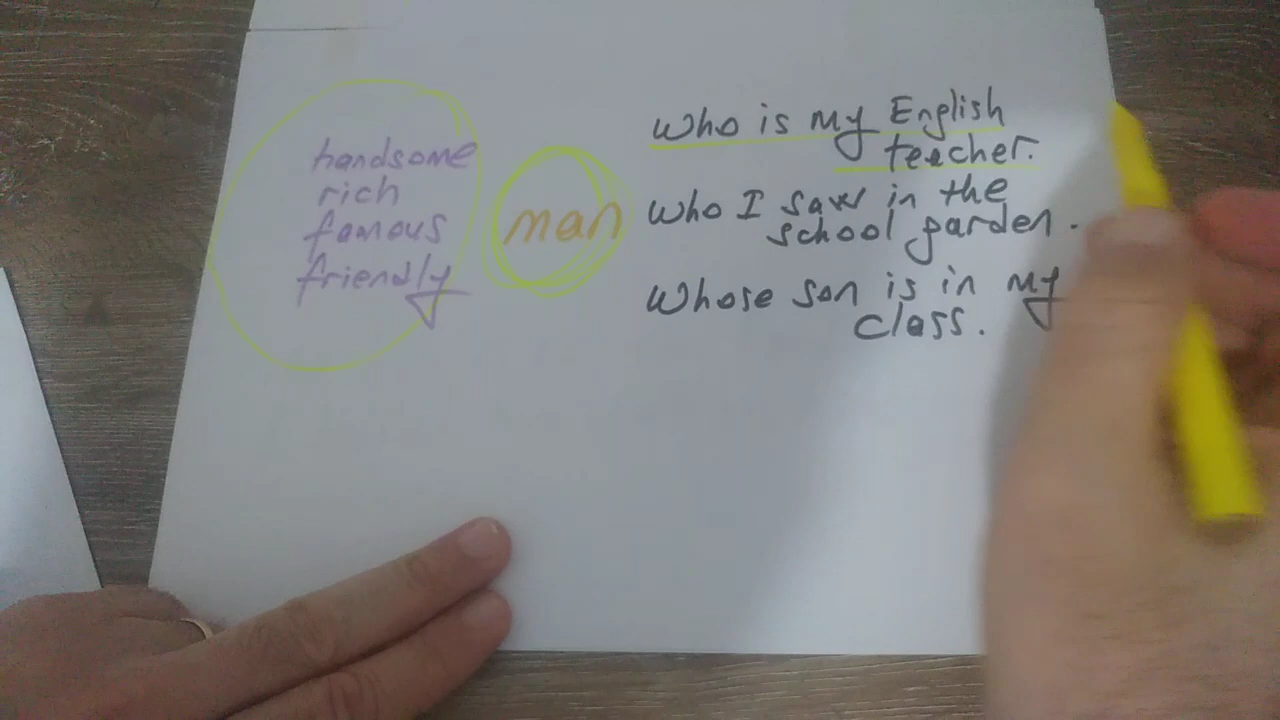 handsome
rich
famous
friendly
man
who is my English
teacher.
who I saw in the
school garden.
whose son is in my
class.